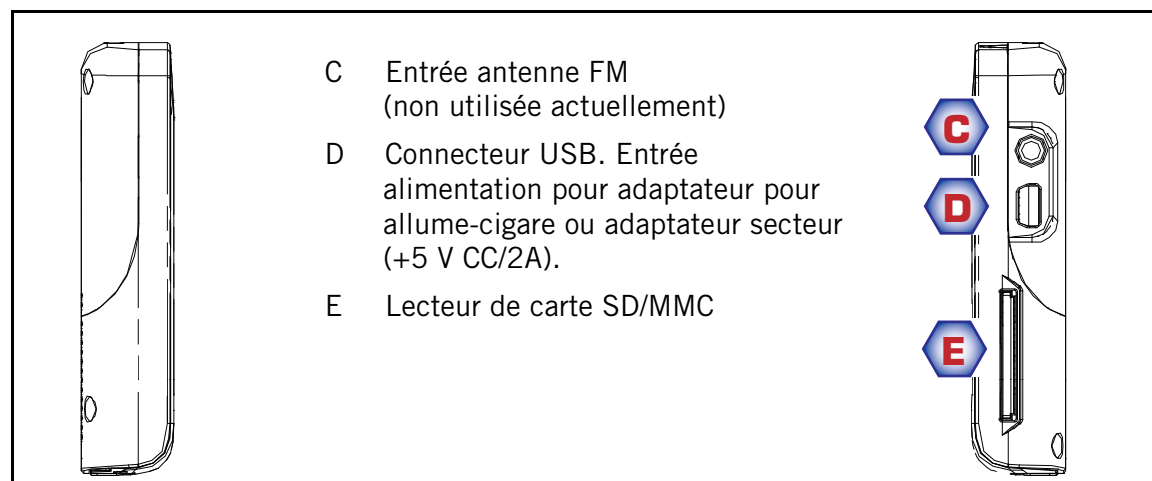 C Entrée antenne FM
(non utilisée actuellement)
D Connecteur USB. Entrée
alimentation pour adaptateur pour
allume-cigare ou adaptateur secteur
(+5 V CC/2A).
E Lecteur de carte SD/MMC
C
D
E